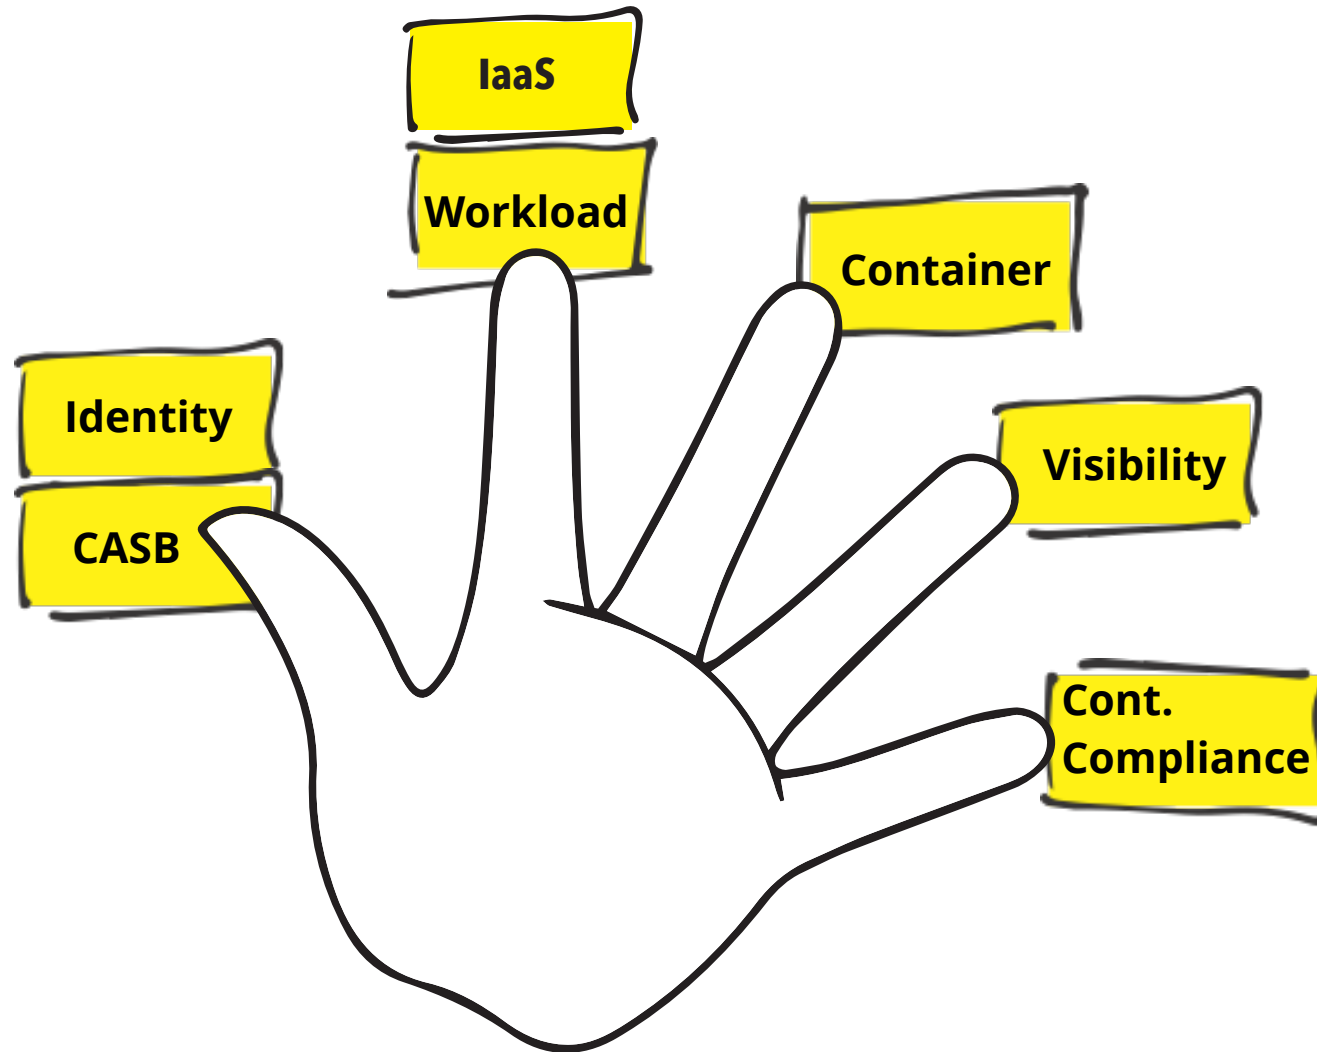 IaaS
Workload
Container
Identity
CASB
Visibility
Cont.
Compliance